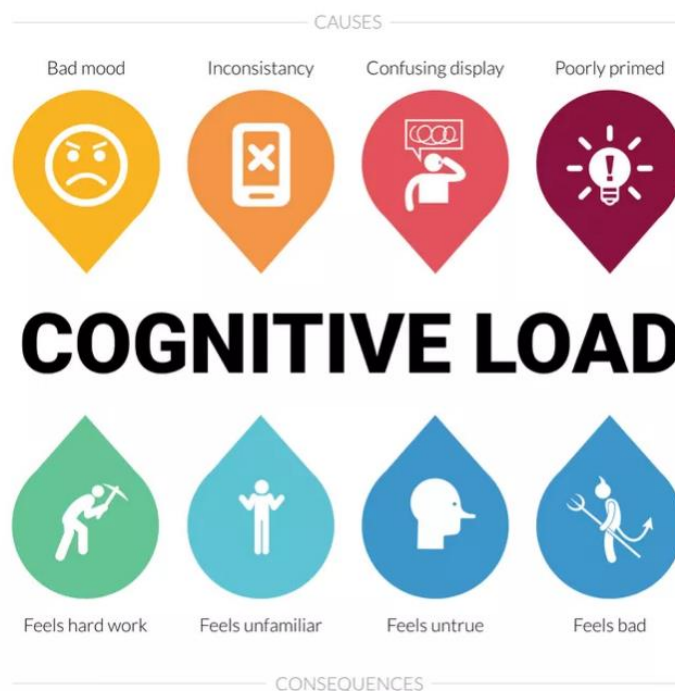 CAUSES
Bad mood Inconsistancy Confusing display Poorly primed
COGNITIVE LOAD
Feels hard work Feels unfamiliar Feels untrue Feels bad
CONSEQUENCES